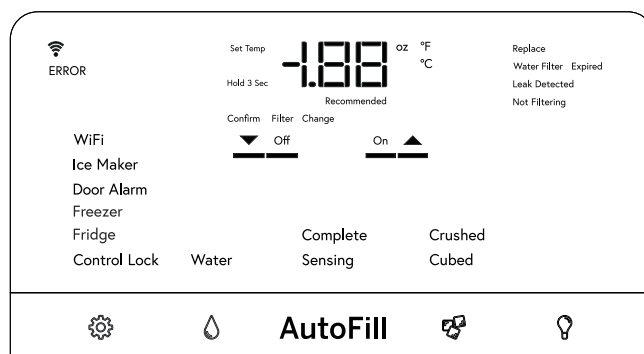 ERROR
Set Temp
Hold 3 Sec
-1.88 oz °F
°C
Recommended
Replace
Water Filter Expired
Leak Detected
Not Filtering
Confirm Filter Change
Off On
WiFi
Ice Maker
Door Alarm
Freezer
Fridge
Control Lock
Water
Complete
Sensing
Crushed
Cubed
AutoFill